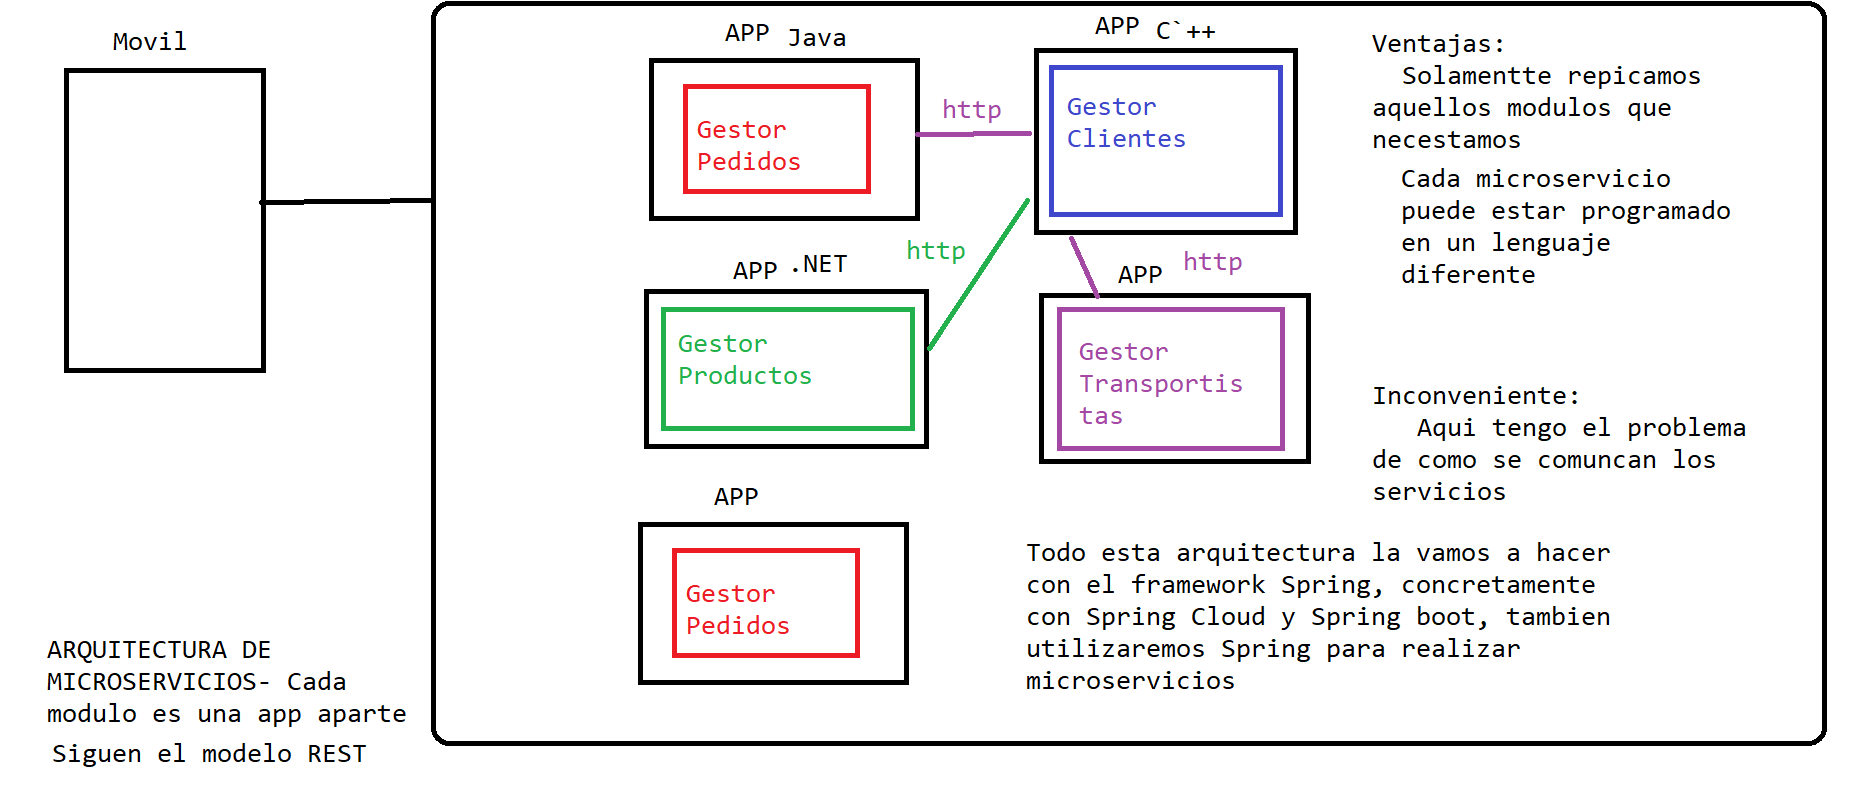 Movil
APP Java
Gestor
Pedidos
http
APP C`++
Gestor
Clientes
http
APP .NET
Gestor
Productos
http
APP
Gestor
Transportis
tas
APP
Gestor
Pedidos
Ventajas:
Solamentte repicamos
aquellos modulos que
necestamos
Cada microservicio
puede estar programado
en un lenguaje
diferente
Inconveniente:
Aqui tengo el problema
de como se comuncan los
servicios
Todo esta arquitectura la vamos a hacer
con el framework Spring, concretamente
con Spring Cloud y Spring boot, tambien
utilizaremos Spring para realizar
microservicios
ARQUITECTURA DE
MICROSERVICIOS- Cada
modulo es una app aparte
Siguen el modelo REST